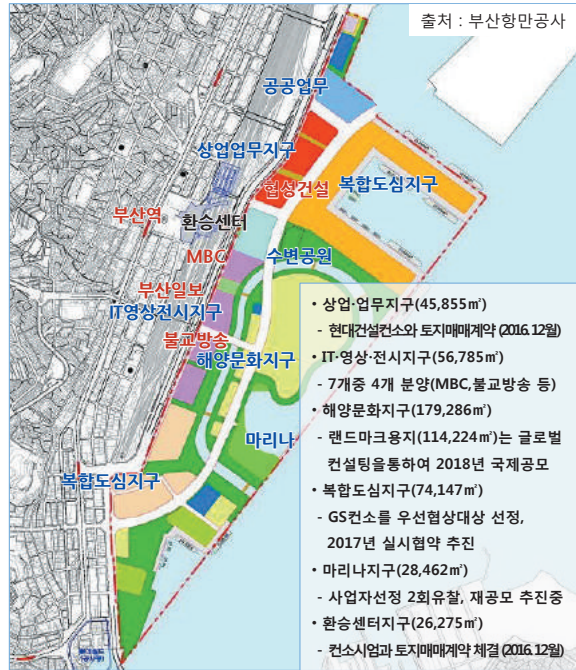 출처 : 부산항만공사
공공업무
상업업무지구
협성건설
복합도심지구
부산역
환승센터
MBC
수변공원
부산일보
IT영상전시지구
불교방송
해양문화지구
마리나
복합도심지구
• 상업·업무지구(45,855㎡)
- 현대건설컨소와 토지매매계약 (2016. 12월)
• IT·영상·전시지구(56,785㎡)
- 7개중 4개 분양(MBC,불교방송 등)
• 해양문화지구(179,286㎡)
- 랜드마크용지(114,224㎡)는 글로벌
컨설팅을통하여 2018년 국제공모
• 복합도심지구(74,147㎡)
- GS컨소를 우선협상대상 선정,
2017년 실시협약 추진
• 마리나지구(28,462㎡)
- 사업자선정 2회유찰, 재공모 추진중
• 환승센터지구(26,275㎡)
- 컨소시엄과 토지매매계약 체결 (2016. 12월)